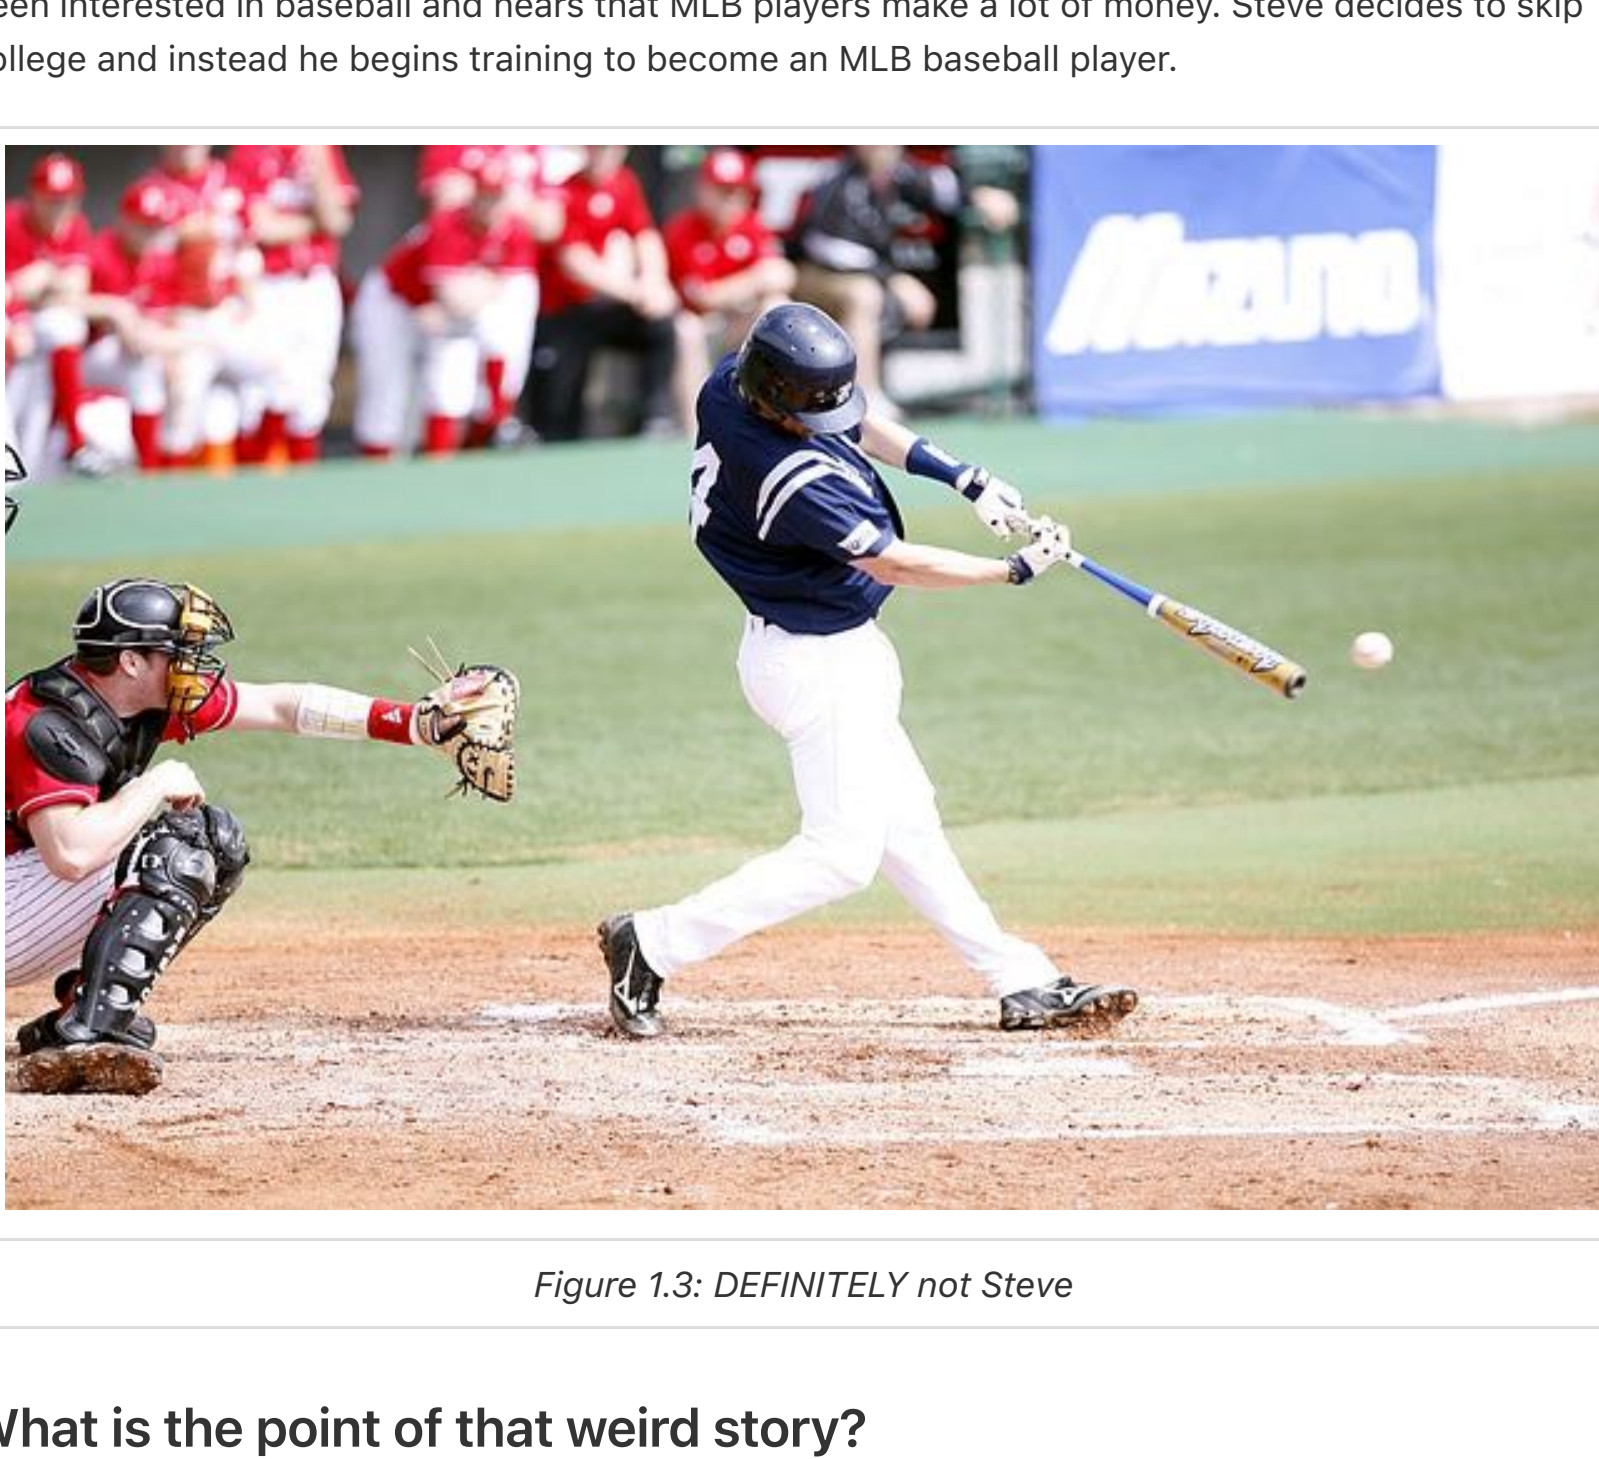 een interested in baseball and hears that MLB players make a lot of money. Steve decides to skip
ollege and instead he begins training to become an MLB baseball player.
Mizuno
Figure 1.3: DEFINITELY not Steve
What is the point of that weird story?